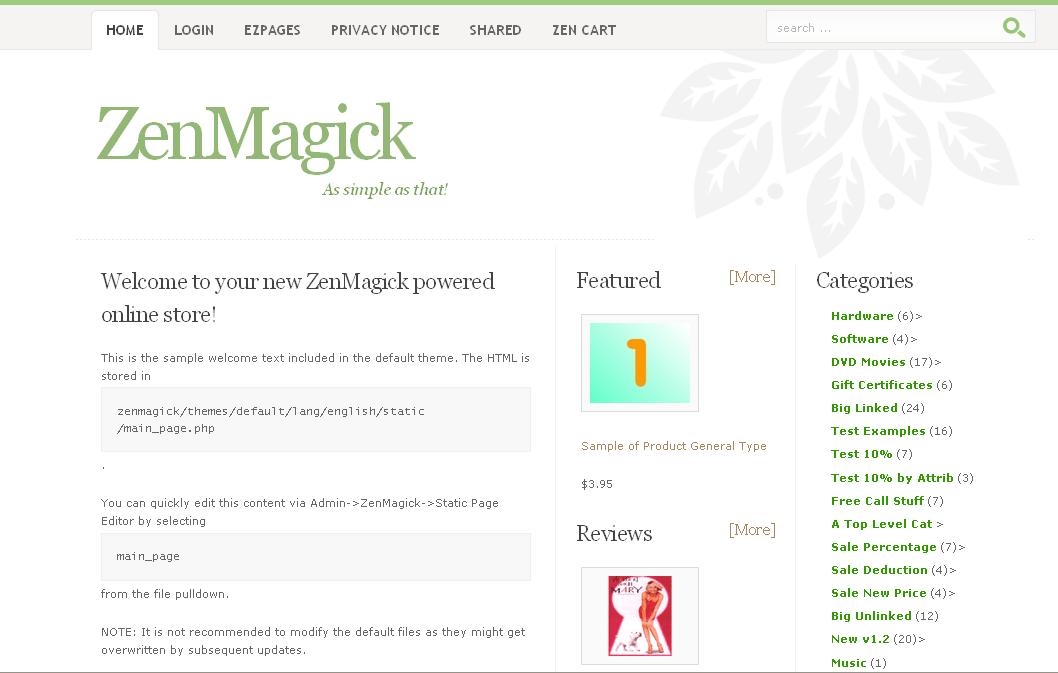 HOME LOGIN EZPAGES PRIVACY NOTICE SHARED ZEN CART
search ...
ZenMagick
As simple as that!
Welcome to your new ZenMagick powered
online store!
This is the sample welcome text included in the default theme. The HTML is
stored in
zenmagick/themes/default/lang/english/static
/main_page.php
.
You can quickly edit this content via Admin->ZenMagick->Static Page
Editor by selecting
main_page
from the file pulldown.
NOTE: It is not recommended to modify the default files as they might get
overwritten by subsequent updates.
Featured [More]
1
Sample of Product General Type
$3.95
Reviews [More]
MARY
Categories
Hardware (6)>
Software (4)>
DVD Movies (17)>
Gift Certificates (6)
Big Linked (24)
Test Examples (16)
Test 10% (7)
Test 10% by Attrib (3)
Free Call Stuff (7)
A Top Level Cat >
Sale Percentage (7)>
Sale Deduction (4)>
Sale New Price (4)>
Big Unlinked (12)
New v1.2 (20)>
Music (1)